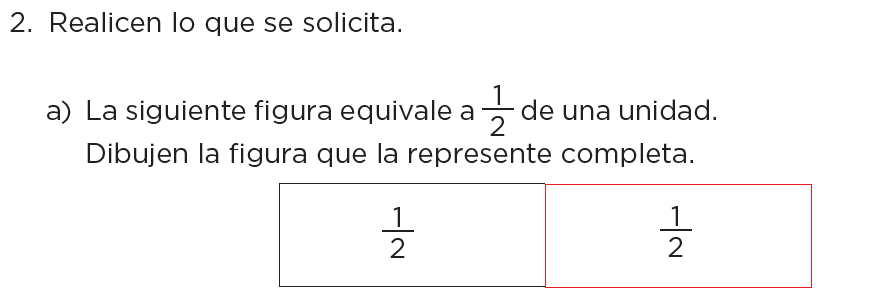 2. Realicen lo que se solicita.
a) La siguiente figura equivale a 1/2 de una unidad.
Dibujen la figura que la represente completa.
1/2 1/2